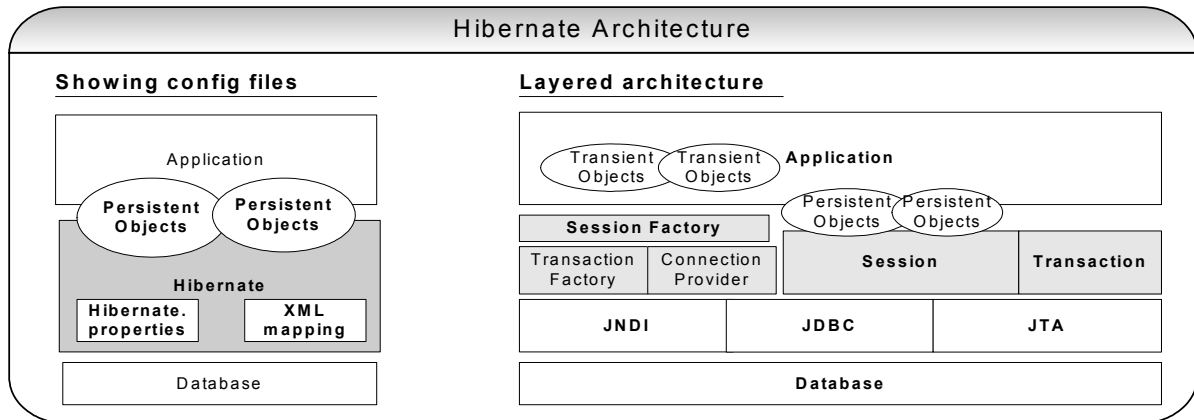 Hibernate Architecture
Showing config files
Application
Persistent
Objects
Persistent
Objects
Hibernate
Hibernate.
properties
XML
mapping
Database
Layered architecture
Transient
Objects
Transient
Objects
Application
Persistent
Objects
Persistent
Objects
Session Factory
Transaction
Factory
Connection
Provider
Session
Transaction
JNDI
JDBC
JTA
Database